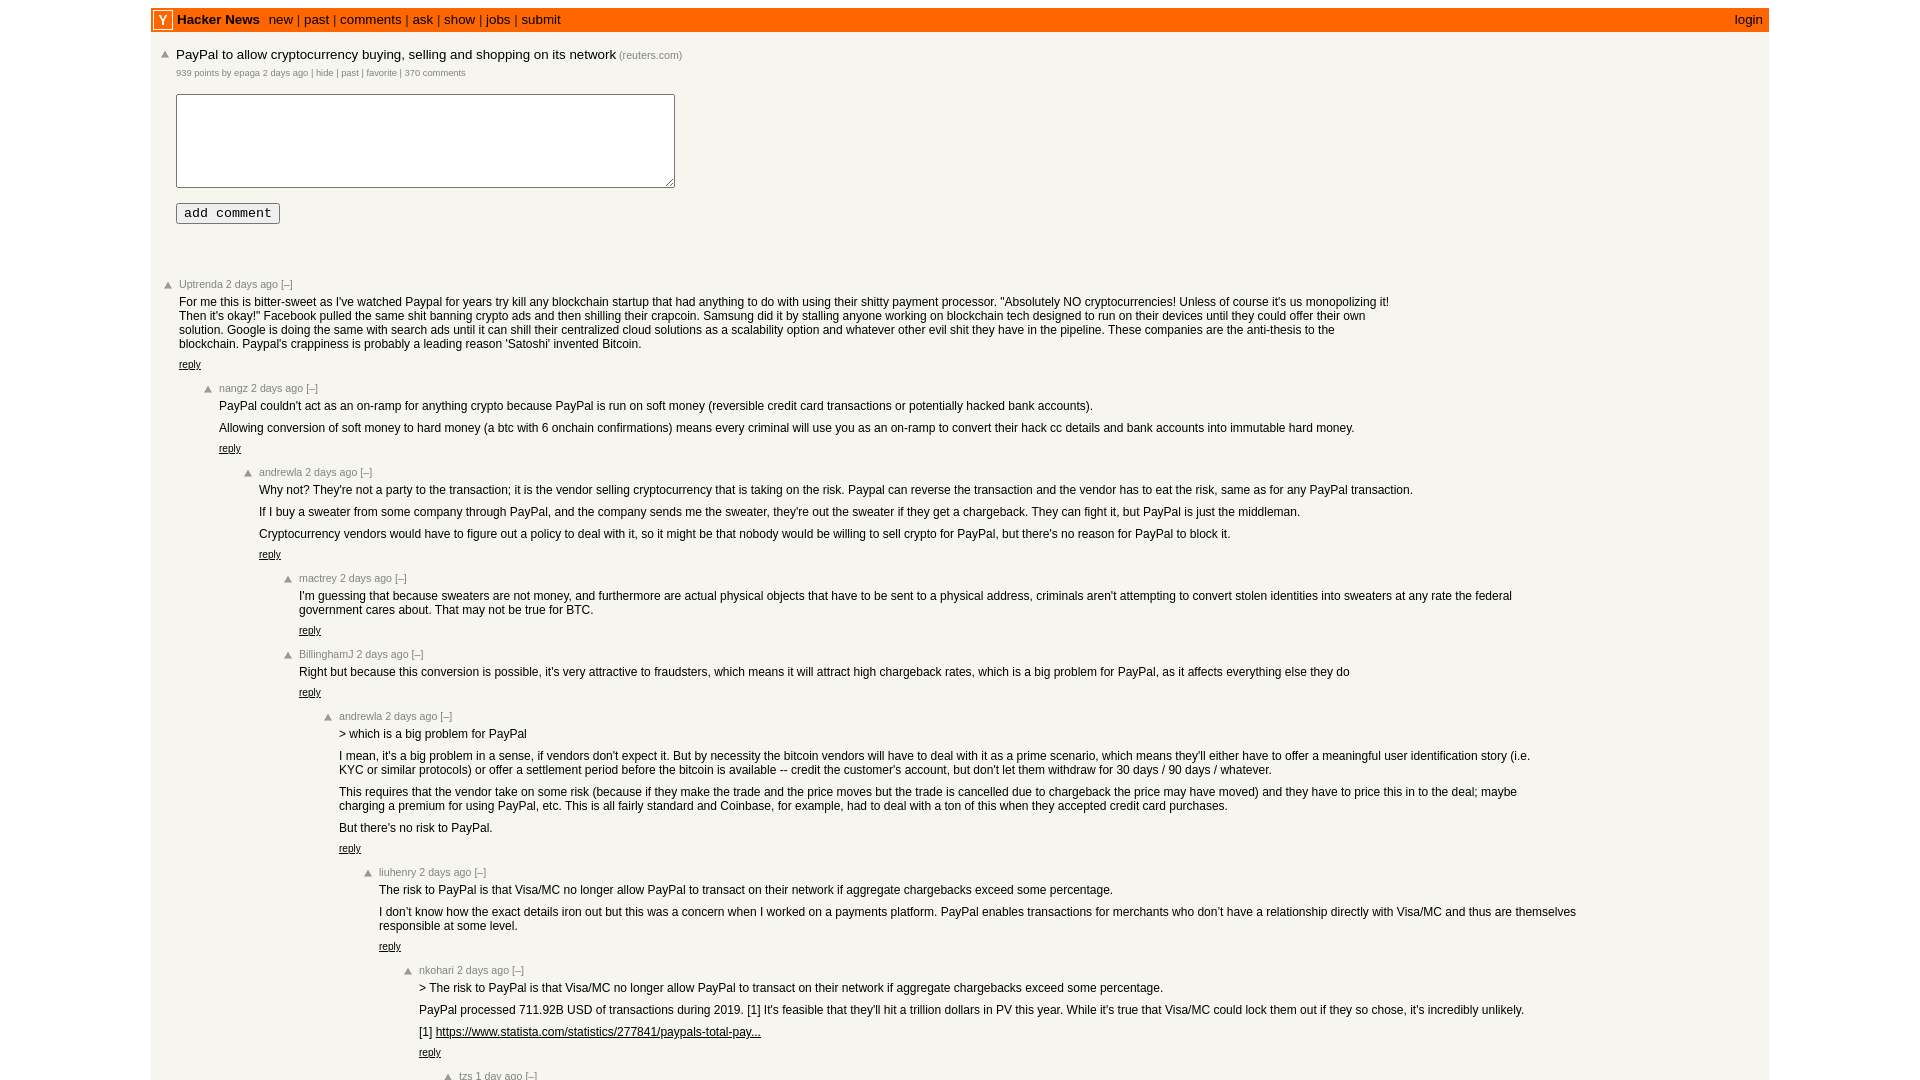 Y Hacker News new | past | comments | ask | show | jobs | submit login
PayPal to allow cryptocurrency buying, selling and shopping on its network (reuters.com)
939 points by epaga 2 days ago | hide | past | favorite | 370 comments
add comment
Uptrenda 2 days ago [–]
For me this is bitter-sweet as I've watched Paypal for years try kill any blockchain startup that had anything to do with using their shitty payment processor. "Absolutely NO cryptocurrencies! Unless of course it's us monopolizing it!
Then it's okay!" Facebook pulled the same shit banning crypto ads and then shilling their crapcoin. Samsung did it by stalling anyone working on blockchain tech designed to run on their devices until they could offer their own
solution. Google is doing the same with search ads until it can shill their centralized cloud solutions as a scalability option and whatever other evil shit they have in the pipeline. These companies are the anti-thesis to the
blockchain. Paypal's crappiness is probably a leading reason 'Satoshi' invented Bitcoin.
reply
nangz 2 days ago [–]
PayPal couldn't act as an on-ramp for anything crypto because PayPal is run on soft money (reversible credit card transactions or potentially hacked bank accounts).
Allowing conversion of soft money to hard money (a btc with 6 onchain confirmations) means every criminal will use you as an on-ramp to convert their hack cc details and bank accounts into immutable hard money.
reply
andrewla 2 days ago [–]
Why not? They're not a party to the transaction; it is the vendor selling cryptocurrency that is taking on the risk. Paypal can reverse the transaction and the vendor has to eat the risk, same as for any PayPal transaction.
If I buy a sweater from some company through PayPal, and the company sends me the sweater, they're out the sweater if they get a chargeback. They can fight it, but PayPal is just the middleman.
Cryptocurrency vendors would have to figure out a policy to deal with it, so it might be that nobody would be willing to sell crypto for PayPal, but there's no reason for PayPal to block it.
reply
mactrey 2 days ago [–]
I'm guessing that because sweaters are not money, and furthermore are actual physical objects that have to be sent to a physical address, criminals aren't attempting to convert stolen identities into sweaters at any rate the federal
government cares about. That may not be true for BTC.
reply
BillinghamJ 2 days ago [–]
Right but because this conversion is possible, it's very attractive to fraudsters, which means it will attract high chargeback rates, which is a big problem for PayPal, as it affects everything else they do
reply
andrewla 2 days ago [–]
> which is a big problem for PayPal
I mean, it's a big problem in a sense, if vendors don't expect it. But by necessity the bitcoin vendors will have to deal with it as a prime scenario, which means they'll either have to offer a meaningful user identification story (i.e.
KYC or similar protocols) or offer a settlement period before the bitcoin is available -- credit the customer's account, but don't let them withdraw for 30 days / 90 days / whatever.
This requires that the vendor take on some risk (because if they make the trade and the price moves but the trade is cancelled due to chargeback the price may have moved) and they have to price this in to the deal; maybe
charging a premium for using PayPal, etc. This is all fairly standard and Coinbase, for example, had to deal with a ton of this when they accepted credit card purchases.
But there's no risk to PayPal.
reply
liuhenry 2 days ago [–]
The risk to PayPal is that Visa/MC no longer allow PayPal to transact on their network if aggregate chargebacks exceed some percentage.
I don't know how the exact details iron out but this was a concern when I worked on a payments platform. PayPal enables transactions for merchants who don't have a relationship directly with Visa/MC and thus are themselves
responsible at some level.
reply
nkohari 2 days ago [–]
> The risk to PayPal is that Visa/MC no longer allow PayPal to transact on their network if aggregate chargebacks exceed some percentage.
PayPal processed 711.92B USD of transactions during 2019. [1] It's feasible that they'll hit a trillion dollars in PV this year. While it's true that Visa/MC could lock them out if they so chose, it's incredibly unlikely.
[1] https://www.statista.com/statistics/277841/paypals-total-pay...
reply
tzs 1 day ago [–]